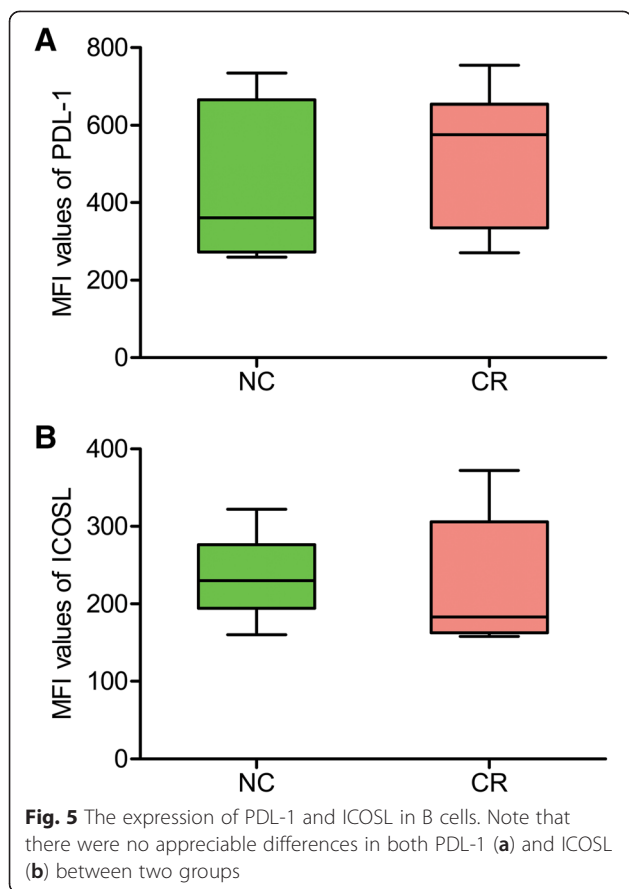 A
800
600
400
200
0
MFI values of PDL-1
NC CR
B
400
300
200
100
0
MFI values of ICOSL
NC CR
Fig. 5 The expression of PDL-1 and ICOSL in B cells. Note that
there were no appreciable differences in both PDL-1 (a) and ICOSL
(b) between two groups